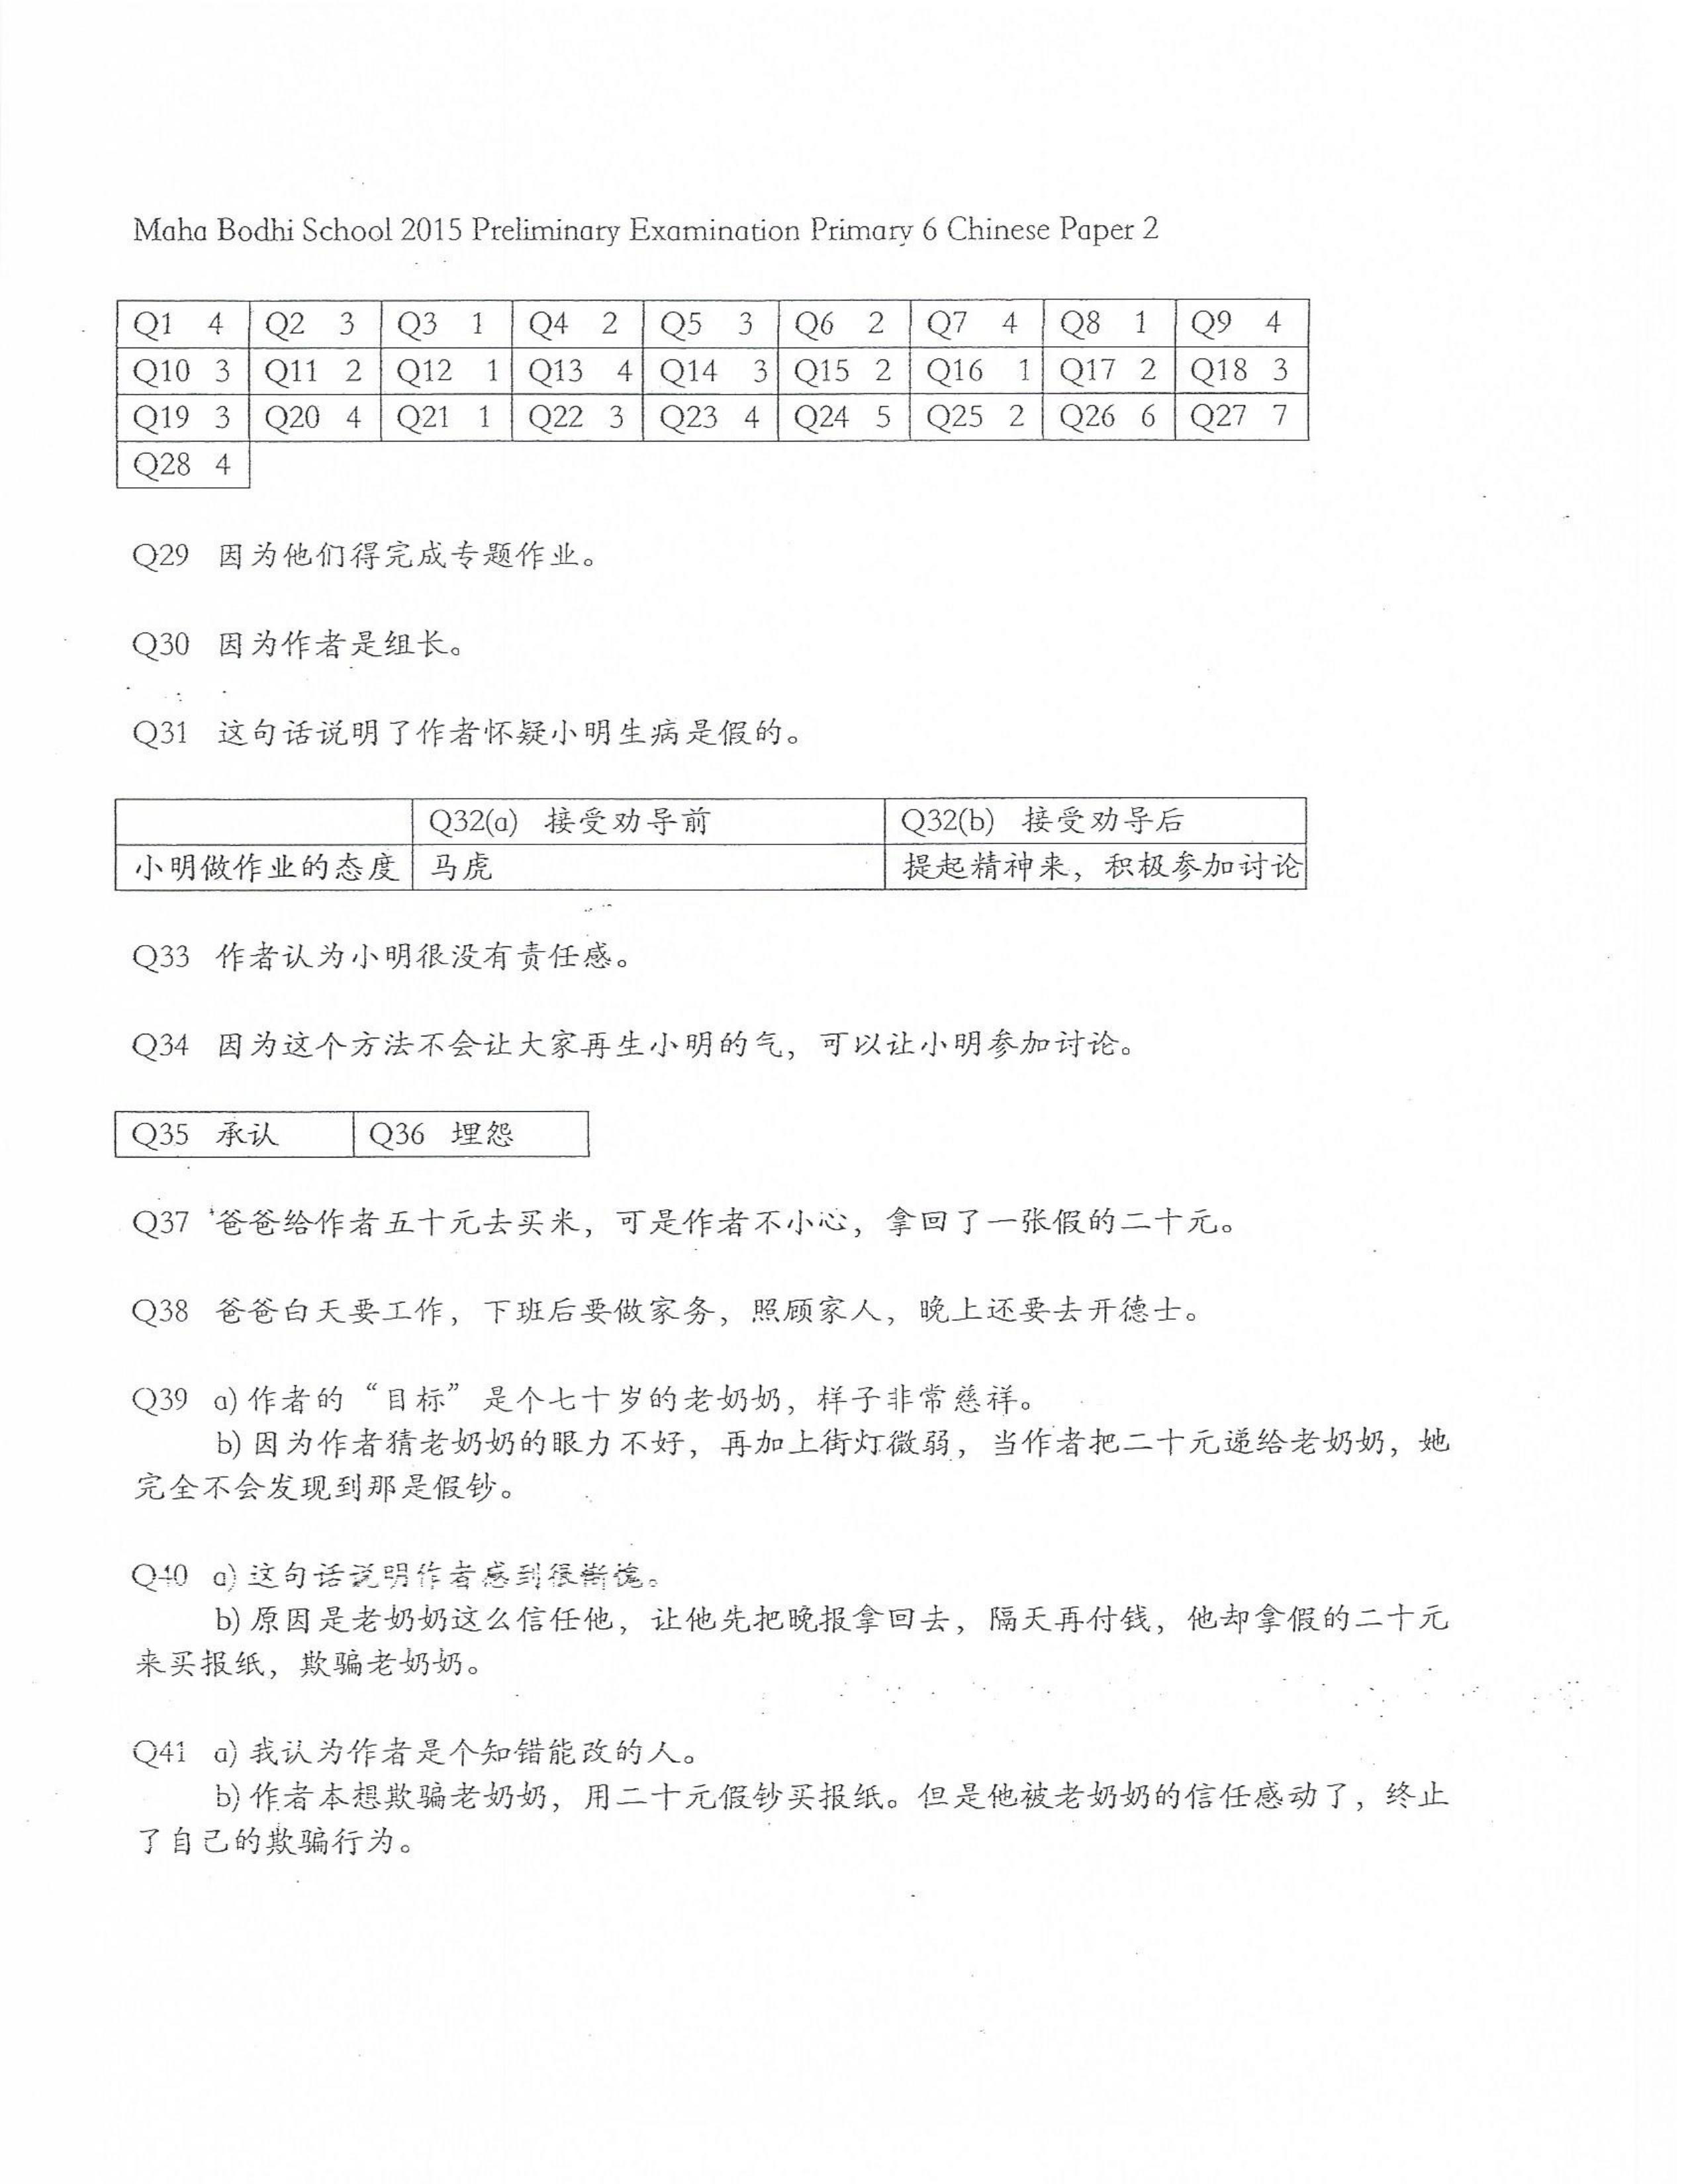 Maha Bodhi School 2015 Preliminary Examination Primary 6 Chinese Paper 2
Q1 4 Q2 3 Q3 1 Q4 2 Q5 3 Q6 2 Q7 4 Q8 1 Q9 4
Q10 3 Q11 2 Q12 1 Q13 4 Q14 3 Q15 2 Q16 1 Q17 2 Q18 3
Q19 3 Q20 4 Q21 1 Q22 3 Q23 4 Q24 5 Q25 2 Q26 6 Q27 7
Q28 4
Q29 因为他们得完成专题作业。
Q30 因为作者是组长。
Q31 这句话说明了作者怀疑小明生病是假的。
Q32(a) 接受劝导前 Q32(b) 接受劝导后
小明做作业的态度 马虎 提起精神来，积极参加讨论
Q33 作者认为小明很没有责任感。
Q34 因为这个方法不会让大家再生小明的气，可以让小明参加讨论。
Q35 承认 Q36 埋怨
Q37 爸爸给作者五十元去买米，可是作者不小心，拿回了一张假的二十元。
Q38 爸爸白天要工作，下班后要做家务，照顾家人，晚上还要去开德士。
Q39 a) 作者的“目标”是个七十岁的老奶奶，样子非常慈祥。
b) 因为作者猜老奶奶的眼力不好，再加上街灯微弱，当作者把二十元递给老奶奶，她
完全不会发现到那是假钞。
Q40 a) 这句话说明作者感到很惭愧。
b) 原因是老奶奶这么信任他，让他先把晚报拿回去，隔天再付钱，他却拿假的二十元
来买报纸，欺骗老奶奶。
Q41 a) 我认为作者是个知错能改的人。
b) 作者本想欺骗老奶奶，用二十元假钞买报纸。但是他被老奶奶的信任感动了，终止
了自己的欺骗行为。